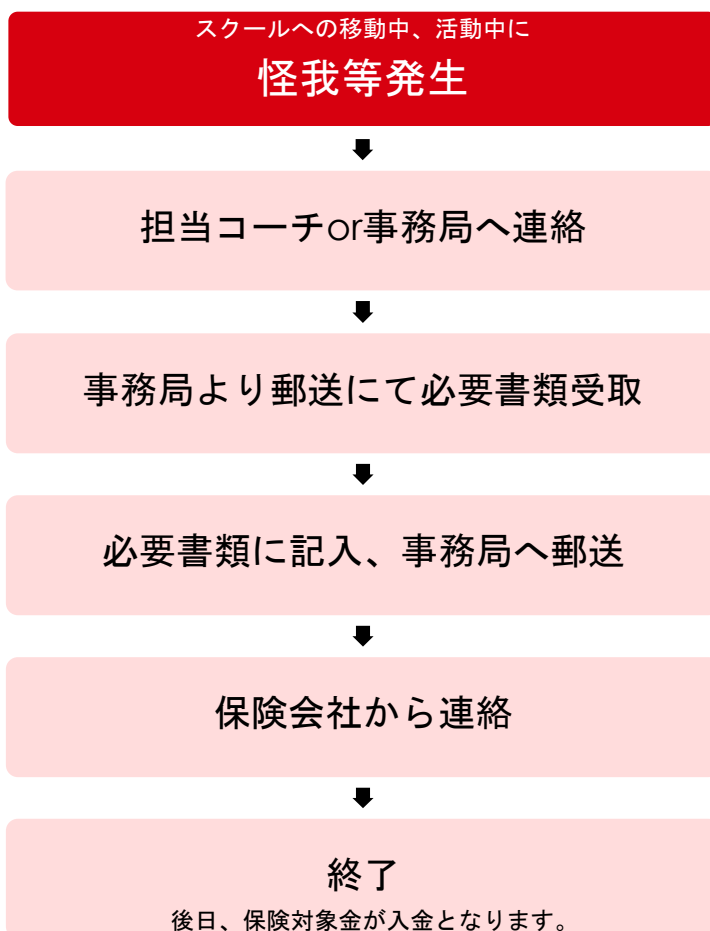 スクールへの移動中、活動中に
怪我等発生
担当コーチor事務局へ連絡
事務局より郵送にて必要書類受取
必要書類に記入、事務局へ郵送
保険会社から連絡
終了
後日、保険対象金が入金となります。